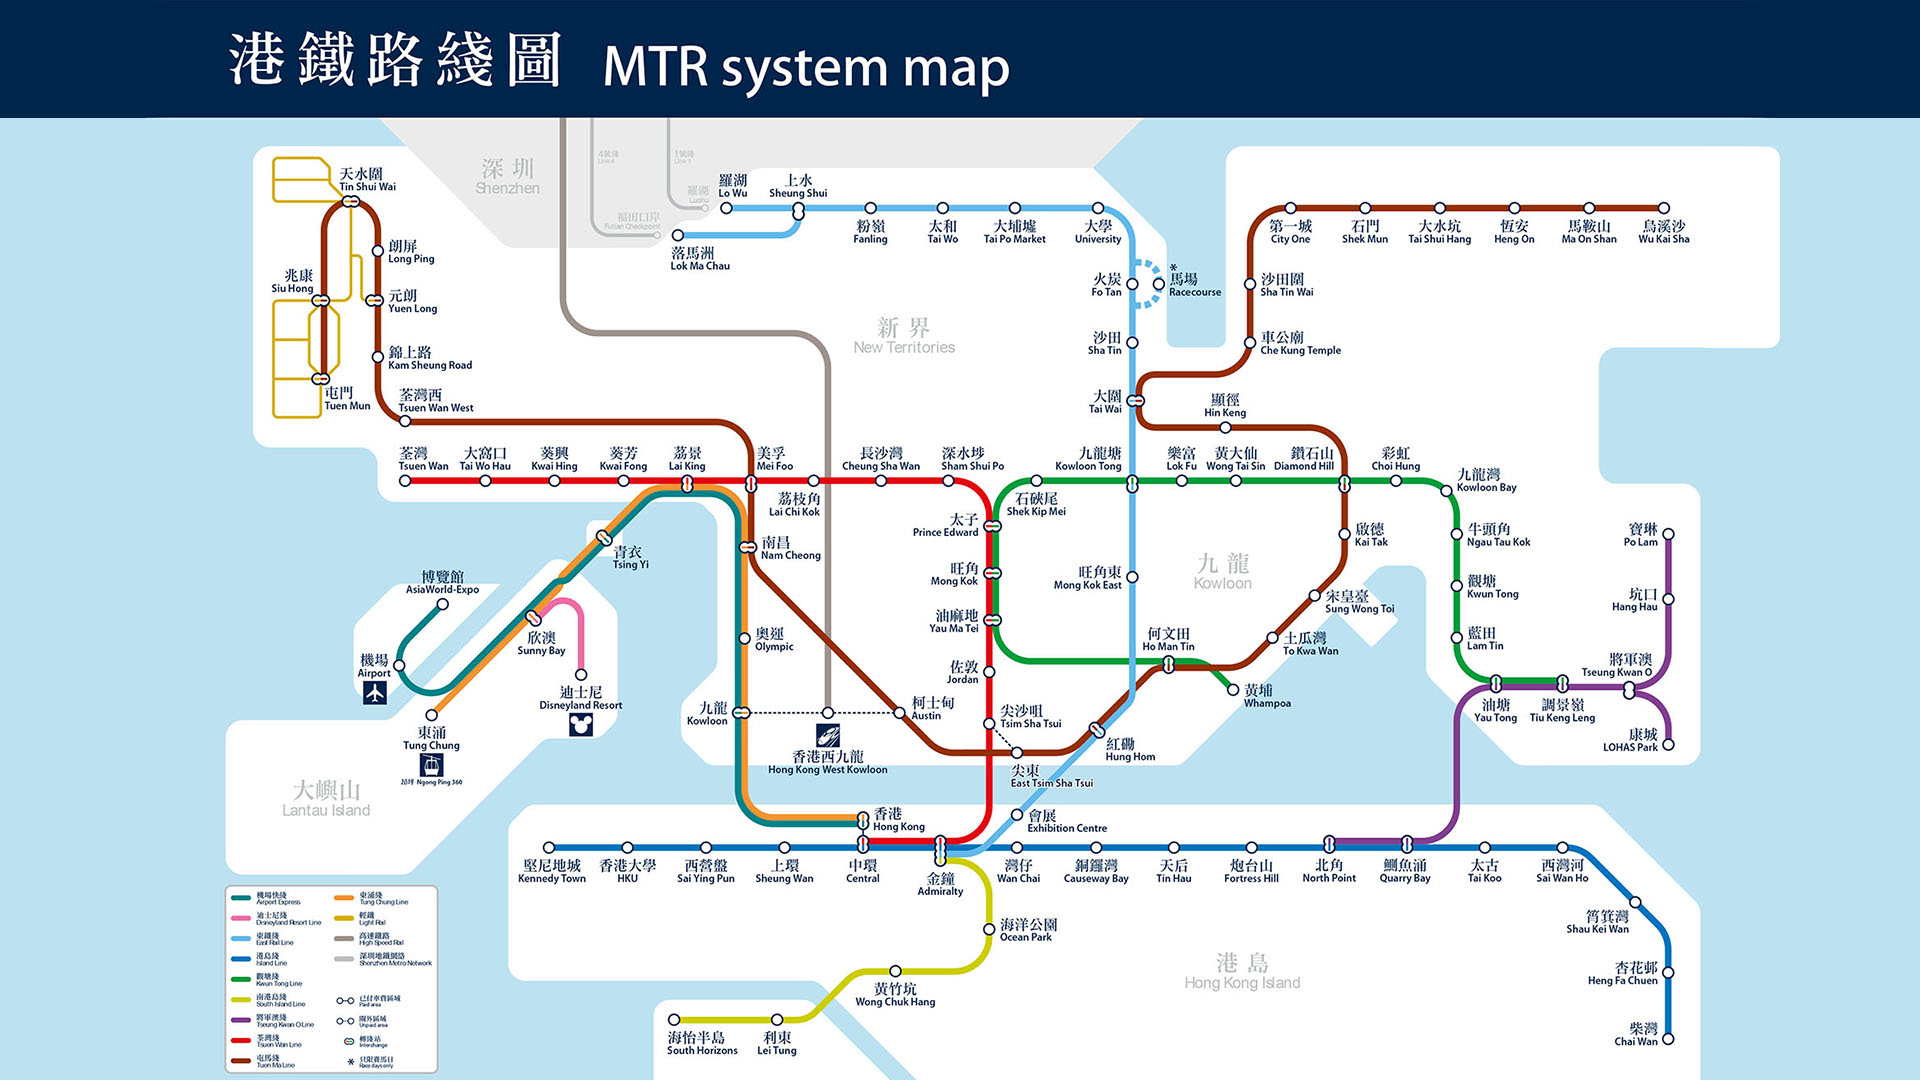 港鐵路綫圖 MTR system map
深圳
Shenzhen
4號綫
Line 4
1號綫
Line 1
羅湖
Luohu
福田口岸
Futian Checkpoint
天水圍
Tin Shui Wai
朗屏
Long Ping
兆康
Siu Hong
元朗
Yuen Long
錦上路
Kam Sheung Road
屯門
Tuen Mun
荃灣西
Tsuen Wan West
羅湖
Lo Wu
上水
Sheung Shui
落馬洲
Lok Ma Chau
粉嶺
Fanling
太和
Tai Wo
大埔墟
Tai Po Market
大學
University
火炭
Fo Tan
*
馬場
Racecourse
沙田
Sha Tin
大圍
Tai Wai
新界
New Territories
第一城
City One
石門
Shek Mun
大水坑
Tai Shui Hang
恆安
Heng On
馬鞍山
Ma On Shan
烏溪沙
Wu Kai Sha
沙田圍
Sha Tin Wai
車公廟
Che Kung Temple
顯徑
Hin Keng
荃灣
Tsuen Wan
大窩口
Tai Wo Hau
葵興
Kwai Hing
葵芳
Kwai Fong
荔景
Lai King
美孚
Mei Foo
荔枝角
Lai Chi Kok
長沙灣
Cheung Sha Wan
深水埗
Sham Shui Po
石硤尾
Shek Kip Mei
九龍塘
Kowloon Tong
樂富
Lok Fu
黃大仙
Wong Tai Sin
鑽石山
Diamond Hill
彩虹
Choi Hung
九龍灣
Kowloon Bay
太子
Prince Edward
旺角
Mong Kok
油麻地
Yau Ma Tei
佐敦
Jordan
尖沙咀
Tsim Sha Tsui
尖東
East Tsim Sha Tsui
旺角東
Mong Kok East
九龍
Kowloon
啟德
Kai Tak
宋皇臺
Sung Wong Toi
土瓜灣
To Kwa Wan
何文田
Ho Man Tin
黃埔
Whampoa
紅磡
Hung Hom
牛頭角
Ngau Tau Kok
觀塘
Kwun Tong
藍田
Lam Tin
油塘
Yau Tong
調景嶺
Tiu Keng Leng
將軍澳
Tseung Kwan O
寶琳
Po Lam
坑口
Hang Hau
康城
LOHAS Park
南昌
Nam Cheong
奧運
Olympic
九龍
Kowloon
柯士甸
Austin
香港西九龍
Hong Kong West Kowloon
青衣
Tsing Yi
博覽館
AsiaWorld-Expo
機場
Airport
欣澳
Sunny Bay
迪士尼
Disneyland Resort
東涌
Tung Chung
昂坪 Ngong Ping 360
大嶼山
Lantau Island
香港
Hong Kong
會展
Exhibition Centre
堅尼地城
Kennedy Town
香港大學
HKU
西營盤
Sai Ying Pun
上環
Sheung Wan
中環
Central
金鐘
Admiralty
灣仔
Wan Chai
銅鑼灣
Causeway Bay
天后
Tin Hau
炮台山
Fortress Hill
北角
North Point
鰂魚涌
Quarry Bay
太古
Tai Koo
西灣河
Sai Wan Ho
筲箕灣
Shau Kei Wan
杏花邨
Heng Fa Chuen
柴灣
Chai Wan
海洋公園
Ocean Park
黃竹坑
Wong Chuk Hang
利東
Lei Tung
海怡半島
South Horizons
港島
Hong Kong Island
機場快綫
Airport Express
迪士尼綫
Disneyland Resort Line
東鐵綫
East Rail Line
港島綫
Island Line
觀塘綫
Kwun Tong Line
南港島綫
South Island Line
將軍澳綫
Tseung Kwan O Line
荃灣綫
Tsuen Wan Line
屯馬綫
Tuen Ma Line
東涌綫
Tung Chung Line
輕鐵
Light Rail
高速鐵路
High Speed Rail
深圳地鐵網絡
Shenzhen Metro Network
已付車費區域
Paid area
閘外區域
Unpaid area
轉綫站
Interchange
* 只限賽馬日
Race days only